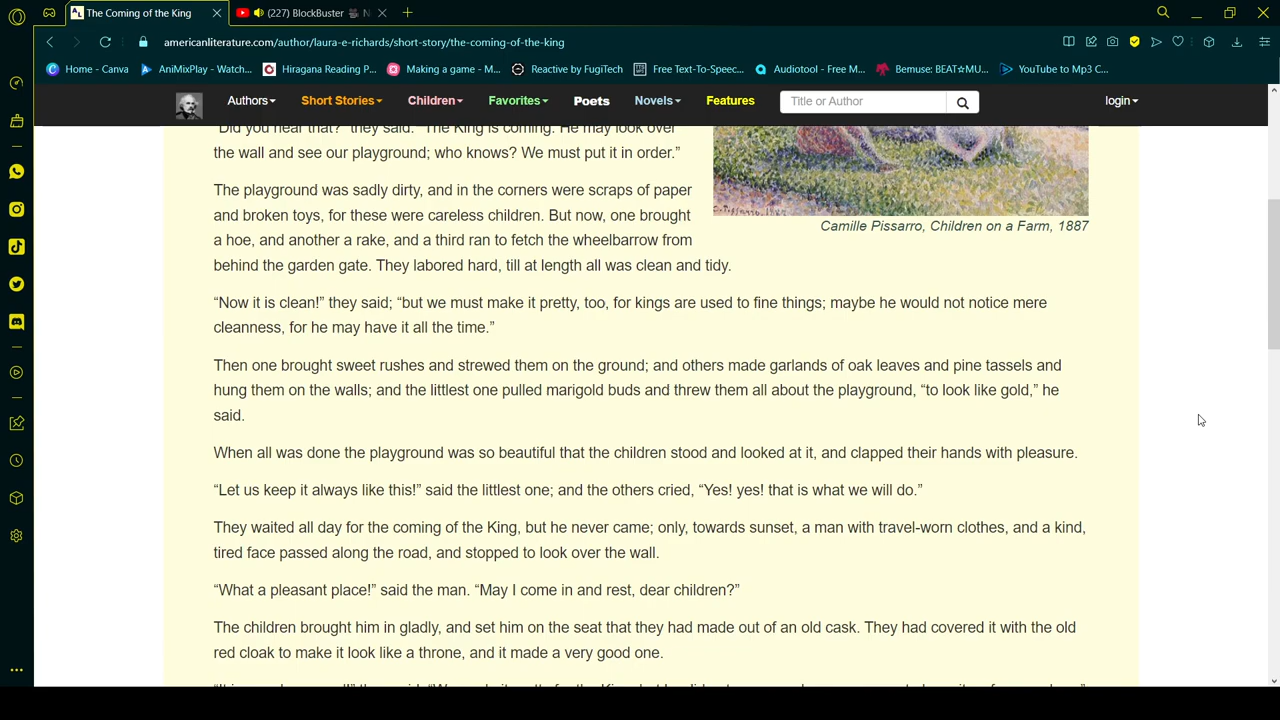 The Coming of the King
(227) BlockBuster
americanliterature.com/author/laura-e-richards/short-story/the-coming-of-the-king
Home - Canva
AniMixPlay - Watch...
Hiragana Reading P...
Making a game - M...
Reactive by FugiTech
Free Text-To-Speec...
Audiotool - Free M...
Bemuse: BEAT☆MU...
YouTube to Mp3 C...
Authors
Short Stories
Children
Favorites
Poets
Novels
Features
Title or Author
login
“Did you hear that?” they said. “The King is coming. He may look over
the wall and see our playground; who knows? We must put it in order.”
The playground was sadly dirty, and in the corners were scraps of paper
and broken toys, for these were careless children. But now, one brought
a hoe, and another a rake, and a third ran to fetch the wheelbarrow from
behind the garden gate. They labored hard, till at length all was clean and tidy.
Camille Pissarro, Children on a Farm, 1887
“Now it is clean!” they said; “but we must make it pretty, too, for kings are used to fine things; maybe he would not notice mere
cleanness, for he may have it all the time.”
Then one brought sweet rushes and strewed them on the ground; and others made garlands of oak leaves and pine tassels and
hung them on the walls; and the littlest one pulled marigold buds and threw them all about the playground, “to look like gold,” he
said.
When all was done the playground was so beautiful that the children stood and looked at it, and clapped their hands with pleasure.
“Let us keep it always like this!” said the littlest one; and the others cried, “Yes! yes! that is what we will do.”
They waited all day for the coming of the King, but he never came; only, towards sunset, a man with travel-worn clothes, and a kind,
tired face passed along the road, and stopped to look over the wall.
“What a pleasant place!” said the man. “May I come in and rest, dear children?”
The children brought him in gladly, and set him on the seat that they had made out of an old cask. They had covered it with the old
red cloak to make it look like a throne, and it made a very good one.